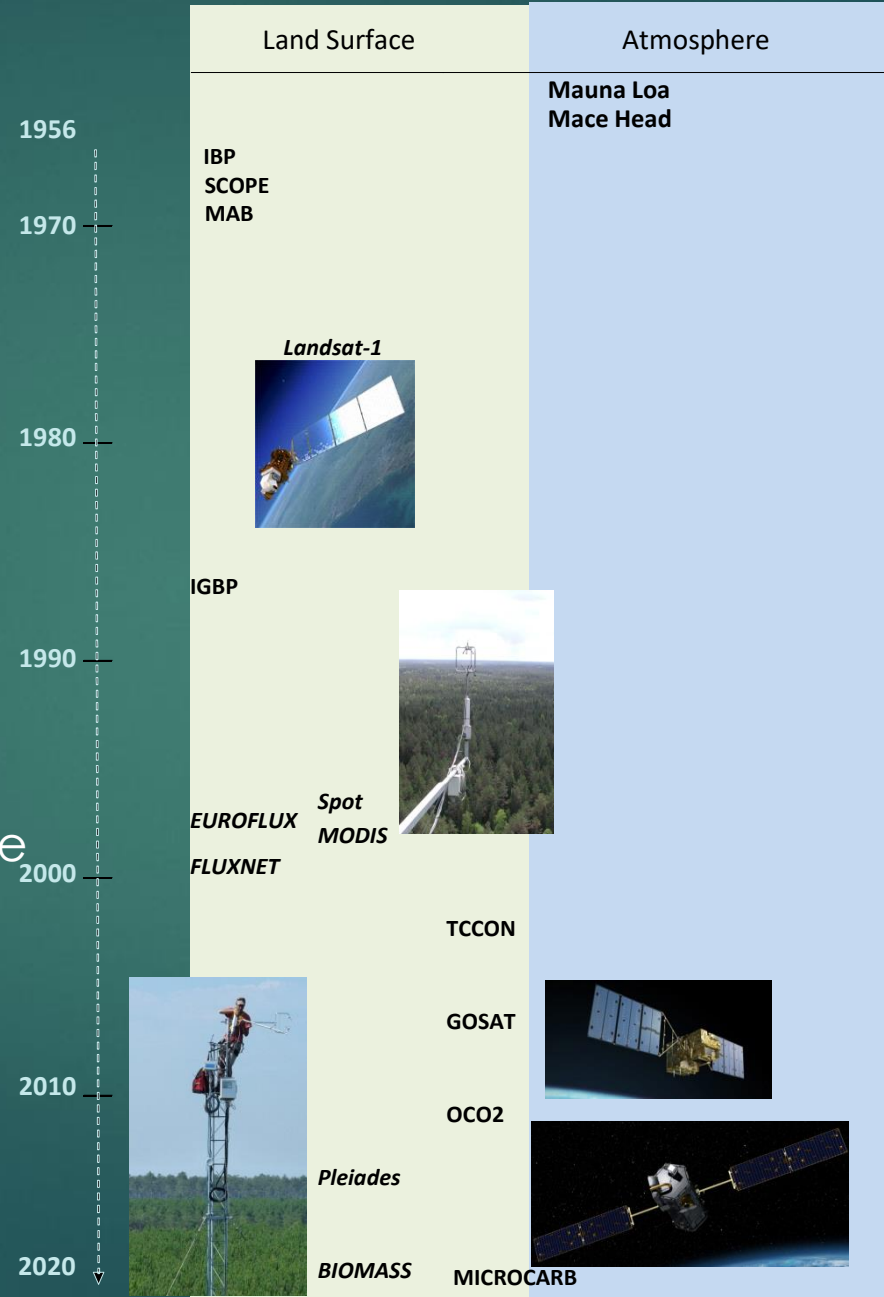 Land Surface
Atmosphere
Mauna Loa
Mace Head
1956
IBP
SCOPE
MAB
1970
Landsat-1
1980
IGBP
1990
Spot
EUROFLUX
MODIS
e
FLUXNET
2000
TCCON
GOSAT
2010
OCO2
Pleiades
2020
BIOMASS
MICROCARB